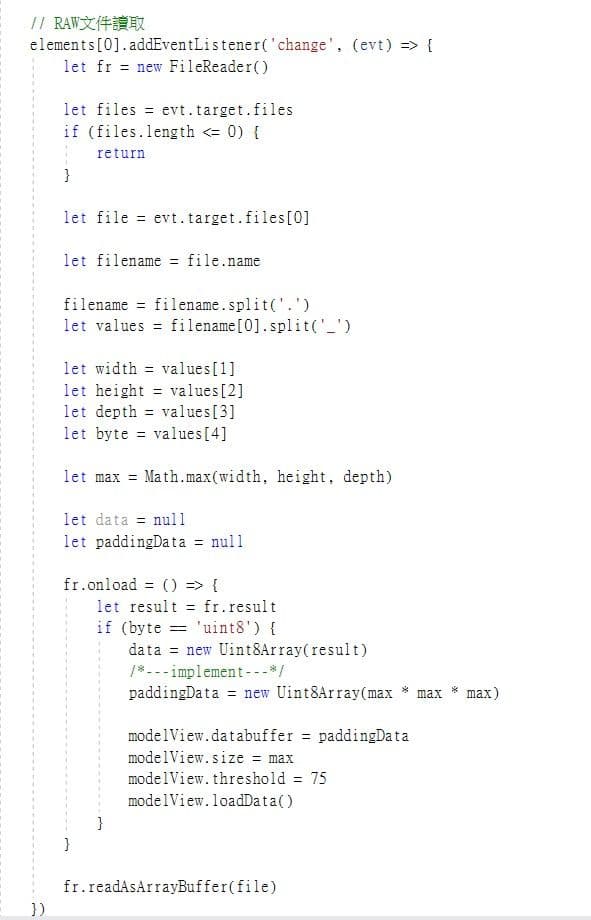 // RAW文件讀取
elements[0].addEventListener('change', (evt) => {
let fr = new FileReader()
let files = evt.target.files
if (files.length <= 0) {
return
}
let file = evt.target.files[0]
let filename = file.name
filename = filename.split('.')
let values = filename[0].split('_')
let width = values[1]
let height = values[2]
let depth = values[3]
let byte = values[4]
let max = Math.max(width, height, depth)
let data = null
let paddingData = null
fr.onload = () => {
let result = fr.result
if (byte == 'uint8') {
data = new Uint8Array(result)
/*---implement---*/
paddingData = new Uint8Array(max * max * max)
modelView.databuffer = paddingData
modelView.size = max
modelView.threshold = 75
modelView.loadData()
}
}
fr.readAsArrayBuffer(file)
})